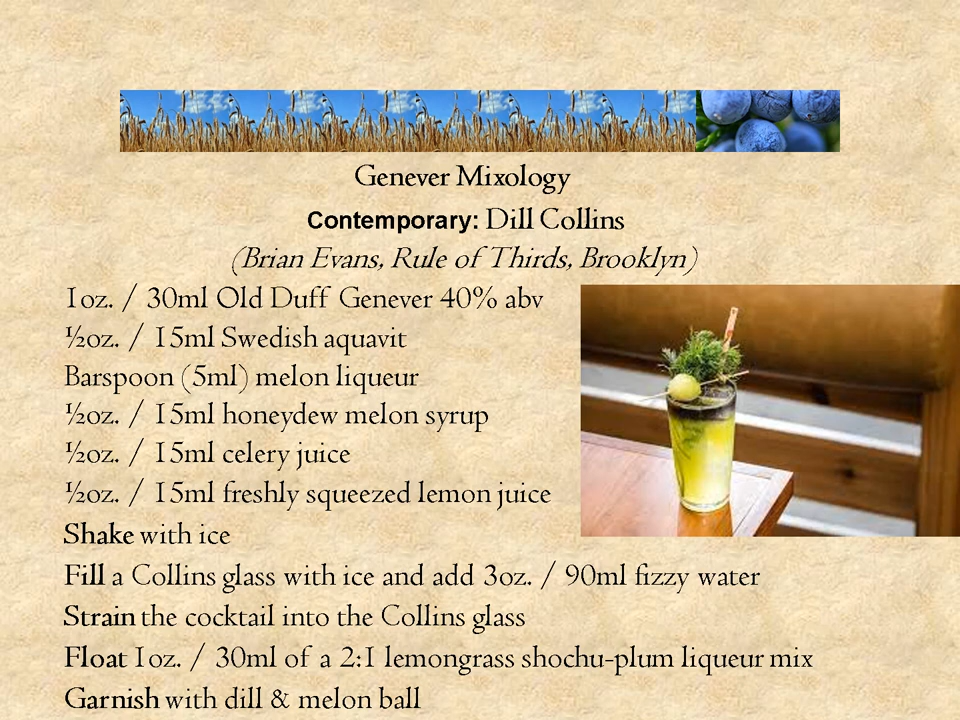 Genever Mixology
Contemporary: Dill Collins
(Brian Evans, Rule of Thirds, Brooklyn)
1oz. / 30ml Old Duff Genever 40% abv
½oz. / 15ml Swedish aquavit
Barspoon (5ml) melon liqueur
½oz. / 15ml honeydew melon syrup
½oz. / 15ml celery juice
½oz. / 15ml freshly squeezed lemon juice
Shake with ice
Fill a Collins glass with ice and add 3oz. / 90ml fizzy water
Strain the cocktail into the Collins glass
Float 1oz. / 30ml of a 2:1 lemongrass shochu-plum liqueur mix
Garnish with dill & melon ball